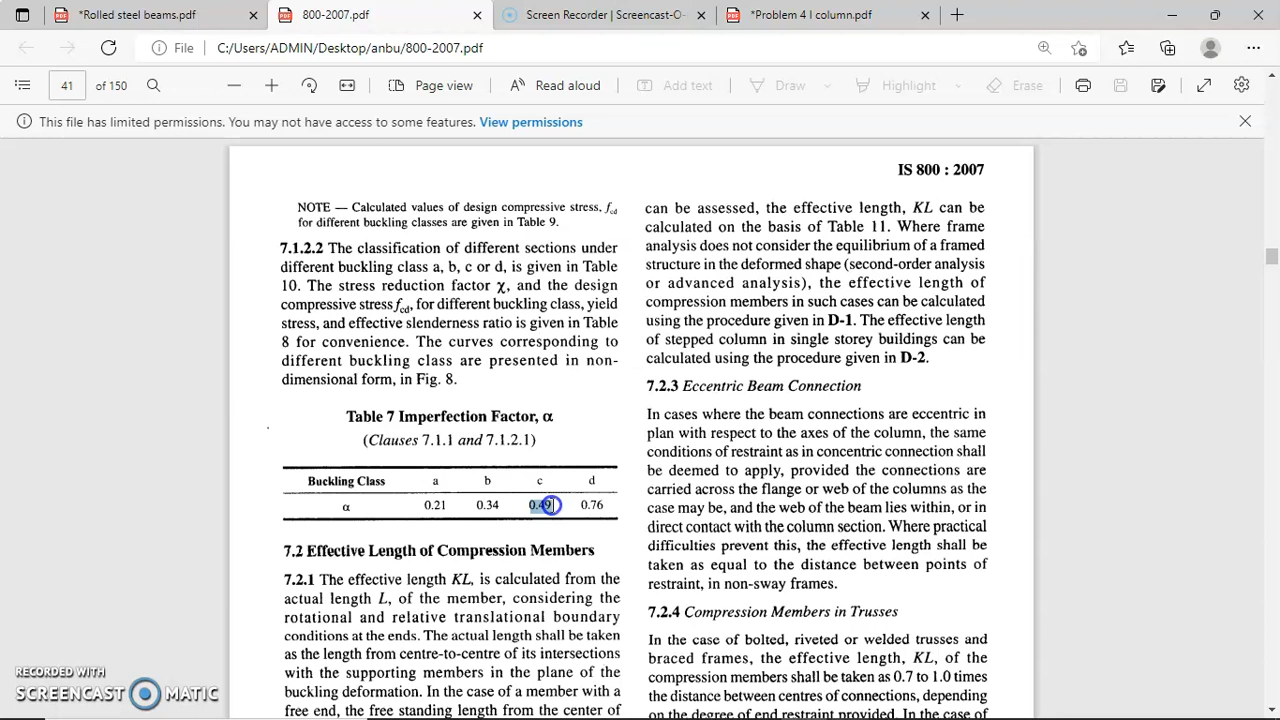 *Rolled steel beams.pdf
800-2007.pdf
Screen Recorder | Screencast-O-
*Problem 4 I column.pdf
File C:/Users/ADMIN/Desktop/anbu/800-2007.pdf
41 of 150
Page view
Read aloud
Add text
Draw
Highlight
Erase
This file has limited permissions. You may not have access to some features. View permissions
IS 800 : 2007
NOTE — Calculated values of design compressive stress, fcd
for different buckling classes are given in Table 9.
7.1.2.2 The classification of different sections under
different buckling class a, b, c or d, is given in Table
10. The stress reduction factor χ, and the design
compressive stress fcd, for different buckling class, yield
stress, and effective slenderness ratio is given in Table
8 for convenience. The curves corresponding to
different buckling class are presented in non-
dimensional form, in Fig. 8.
Table 7 Imperfection Factor, α
(Clauses 7.1.1 and 7.1.2.1)
Buckling Class a b c d
α 0.21 0.34 0.49 0.76
7.2 Effective Length of Compression Members
7.2.1 The effective length KL, is calculated from the
actual length L, of the member, considering the
rotational and relative translational boundary
conditions at the ends. The actual length shall be taken
as the length from centre-to-centre of its intersections
with the supporting members in the plane of the
buckling deformation. In the case of a member with a
free end, the free standing length from the center of
can be assessed, the effective length, KL can be
calculated on the basis of Table 11. Where frame
analysis does not consider the equilibrium of a framed
structure in the deformed shape (second-order analysis
or advanced analysis), the effective length of
compression members in such cases can be calculated
using the procedure given in D-1. The effective length
of stepped column in single storey buildings can be
calculated using the procedure given in D-2.
7.2.3 Eccentric Beam Connection
In cases where the beam connections are eccentric in
plan with respect to the axes of the column, the same
conditions of restraint as in concentric connection shall
be deemed to apply, provided the connections are
carried across the flange or web of the columns as the
case may be, and the web of the beam lies within, or in
direct contact with the column section. Where practical
difficulties prevent this, the effective length shall be
taken as equal to the distance between points of
restraint, in non-sway frames.
7.2.4 Compression Members in Trusses
In the case of bolted, riveted or welded trusses and
braced frames, the effective length, KL, of the
compression members shall be taken as 0.7 to 1.0 times
the distance between centres of connections, depending
on the degree of end restraint provided. In the case of
RECORDED WITH
SCREENCAST MATIC